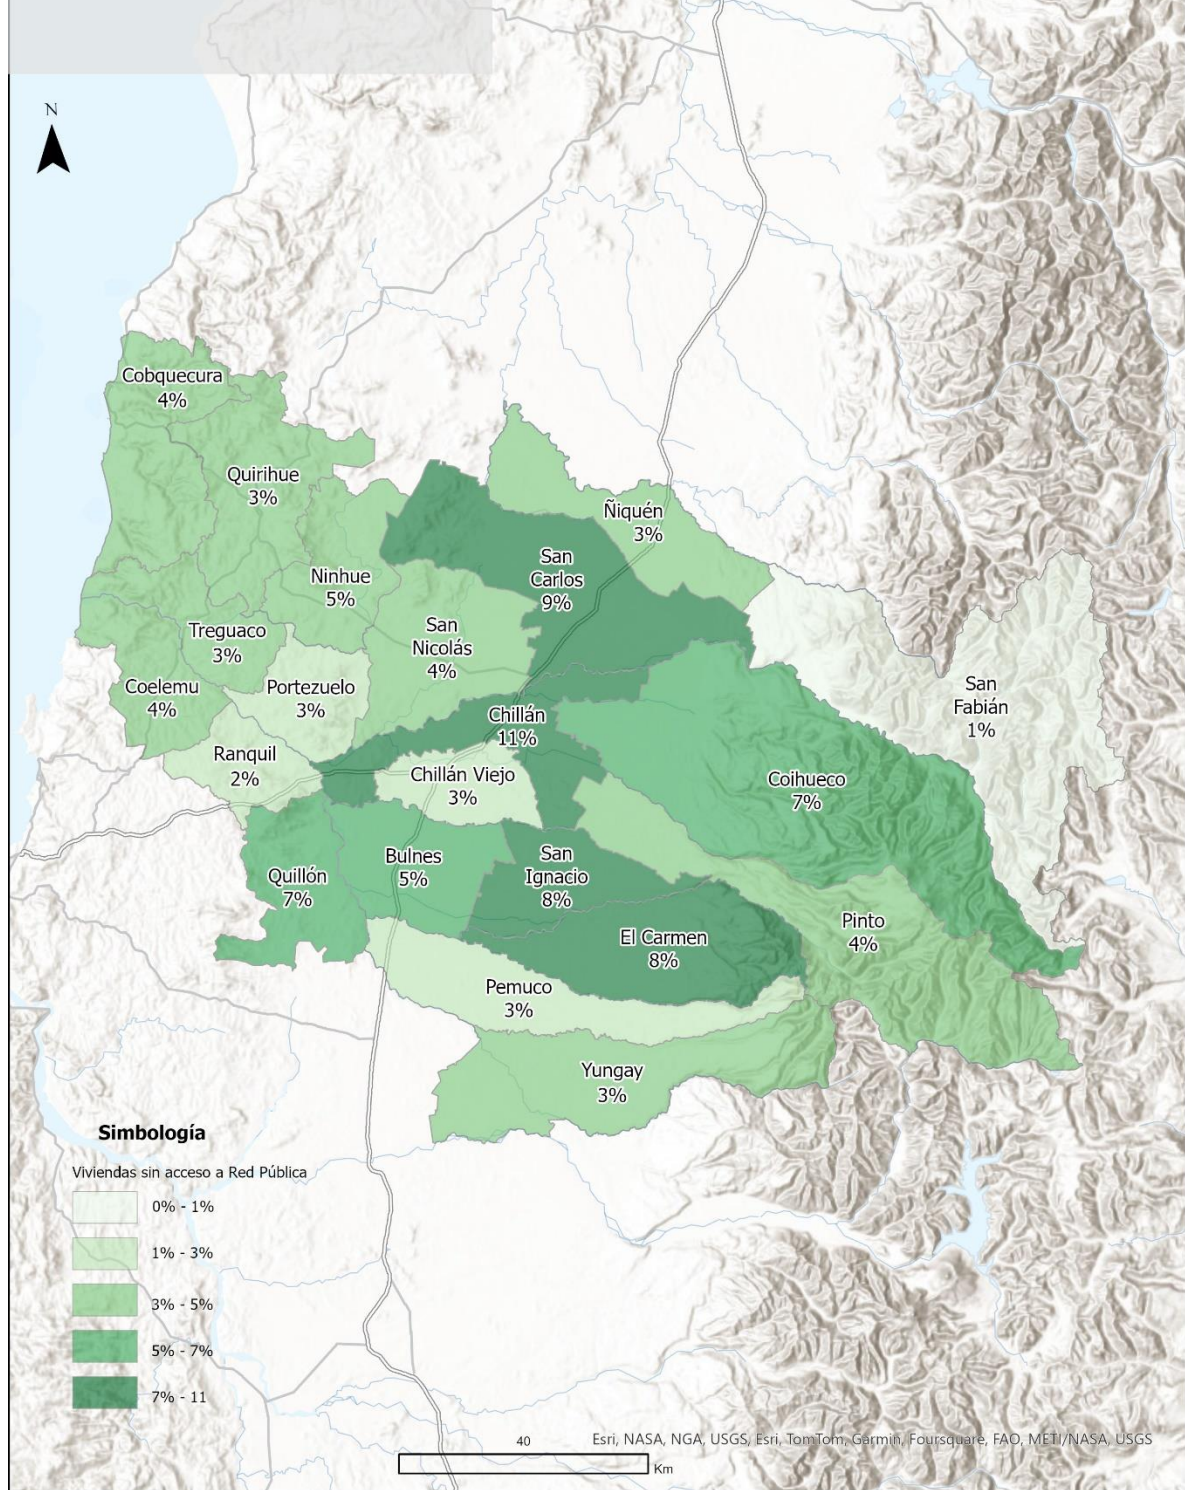 N
Cobquecura
4%
Quirihue
3%
Ñiquén
3%
San
Carlos
9%
Ninhue
5%
San
Nicolás
4%
Treguaco
3%
Coelemu
4%
Portezuelo
3%
San
Fabián
1%
Chillán
11%
Ranquil
2%
Chillán Viejo
3%
Coihueco
7%
Quillón
7%
Bulnes
5%
San
Ignacio
8%
Pinto
4%
El Carmen
8%
Pemuco
3%
Yungay
3%
Simbología
Viviendas sin acceso a Red Pública
0% - 1%
1% - 3%
3% - 5%
5% - 7%
7% - 11
40
Km
Esri, NASA, NGA, USGS, Esri, TomTom, Garmin, Foursquare, FAO, METI/NASA, USGS